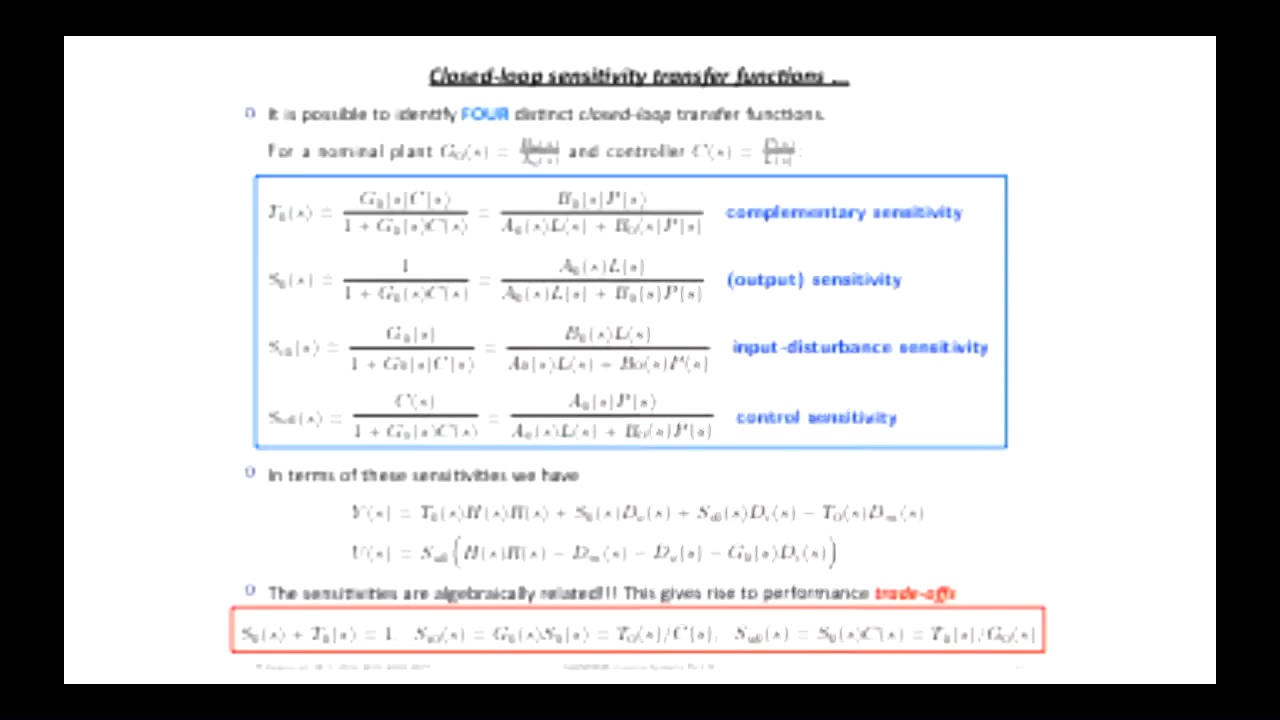 Closed-loop sensitivity transfer functions ...
It is possible to identify FOUR distinct closed-loop transfer functions.
For a nominal plant G₀(s) = B₀(s)/A₀(s) and controller C(s) = P(s)/L(s):
T₀(s) = G₀(s)C(s) / (1 + G₀(s)C(s)) = B₀(s)P(s) / (A₀(s)L(s) + B₀(s)P(s)) complementary sensitivity
S₀(s) = 1 / (1 + G₀(s)C(s)) = A₀(s)L(s) / (A₀(s)L(s) + B₀(s)P(s)) (output) sensitivity
Sᵢ₀(s) = G₀(s) / (1 + G₀(s)C(s)) = B₀(s)L(s) / (A₀(s)L(s) + B₀(s)P(s)) input-disturbance sensitivity
Sᵤ₀(s) = C(s) / (1 + G₀(s)C(s)) = A₀(s)P(s) / (A₀(s)L(s) + B₀(s)P(s)) control sensitivity
In terms of these sensitivities we have
Y(s) = T₀(s)H(s)R(s) + S₀(s)Dₒ(s) + Sᵢ₀(s)Dᵢ(s) − T₀(s)Dₘ(s)
U(s) = Sᵤ₀(H(s)R(s) − Dₘ(s) − Dₒ(s) − G₀(s)Dᵢ(s))
The sensitivities are algebraically related!!! This gives rise to performance trade-offs
S₀(s) + T₀(s) = 1, Sᵢ₀(s) = G₀(s)S₀(s) = T₀(s)/C(s), Sᵤ₀(s) = S₀(s)C(s) = T₀(s)/G₀(s)